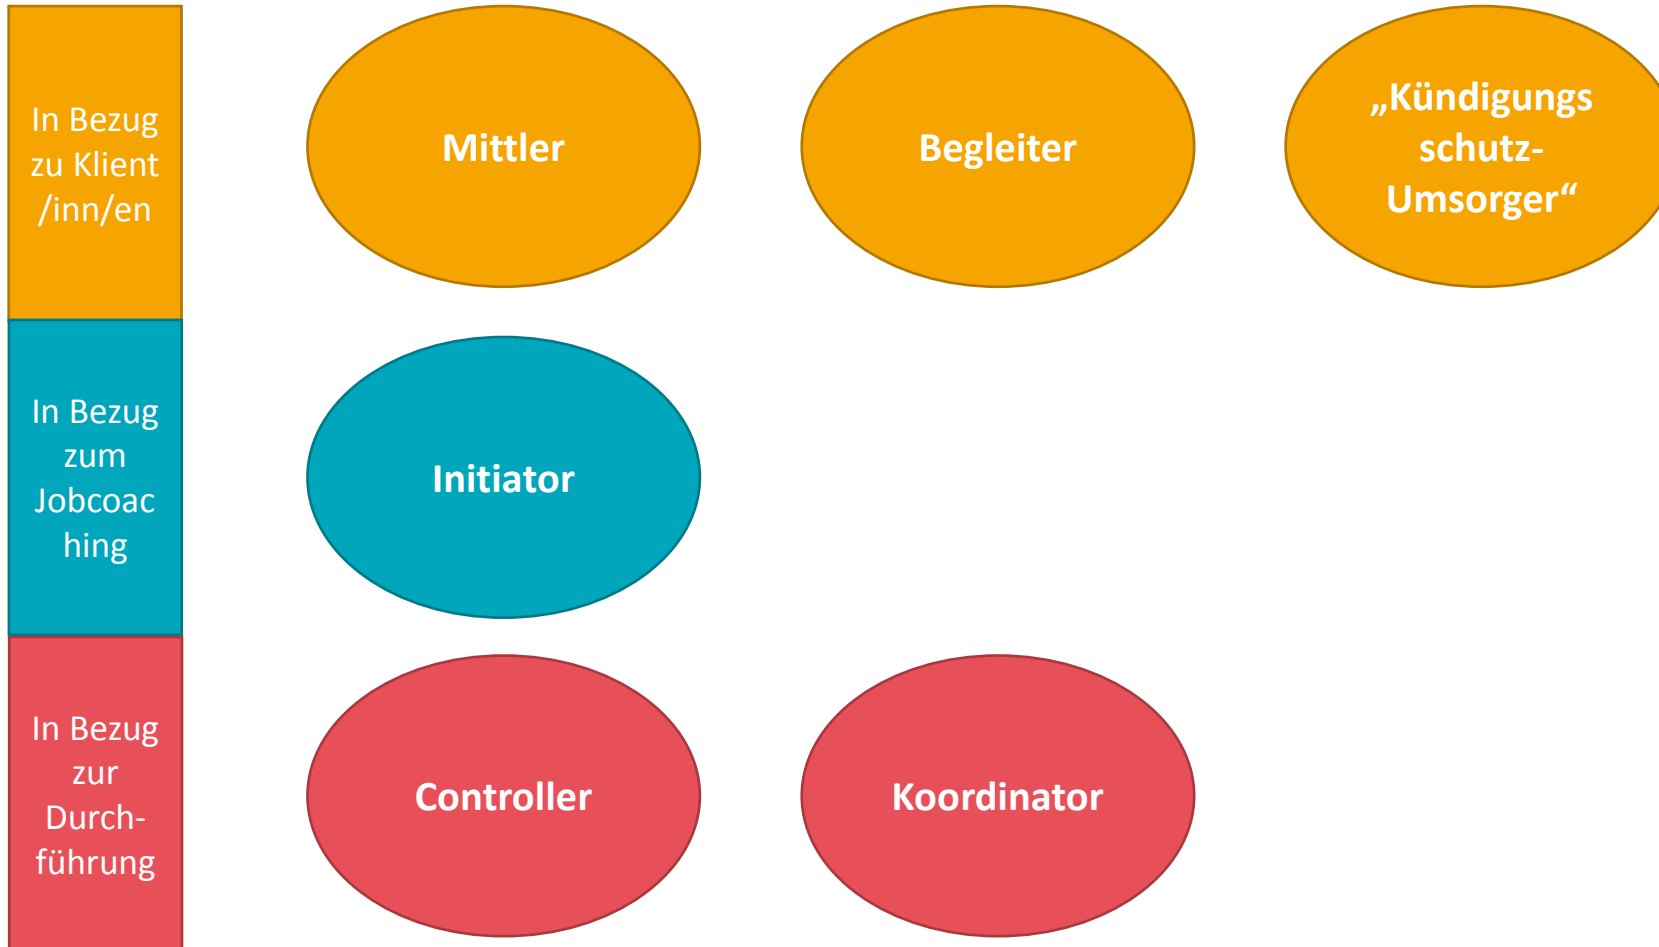 In Bezug
zu Klient
/inn/en
Mittler
Begleiter
„Kündigungs
schutz-
Umsorger“
In Bezug
zum
Jobcoac
hing
Initiator
In Bezug
zur
Durch-
führung
Controller
Koordinator